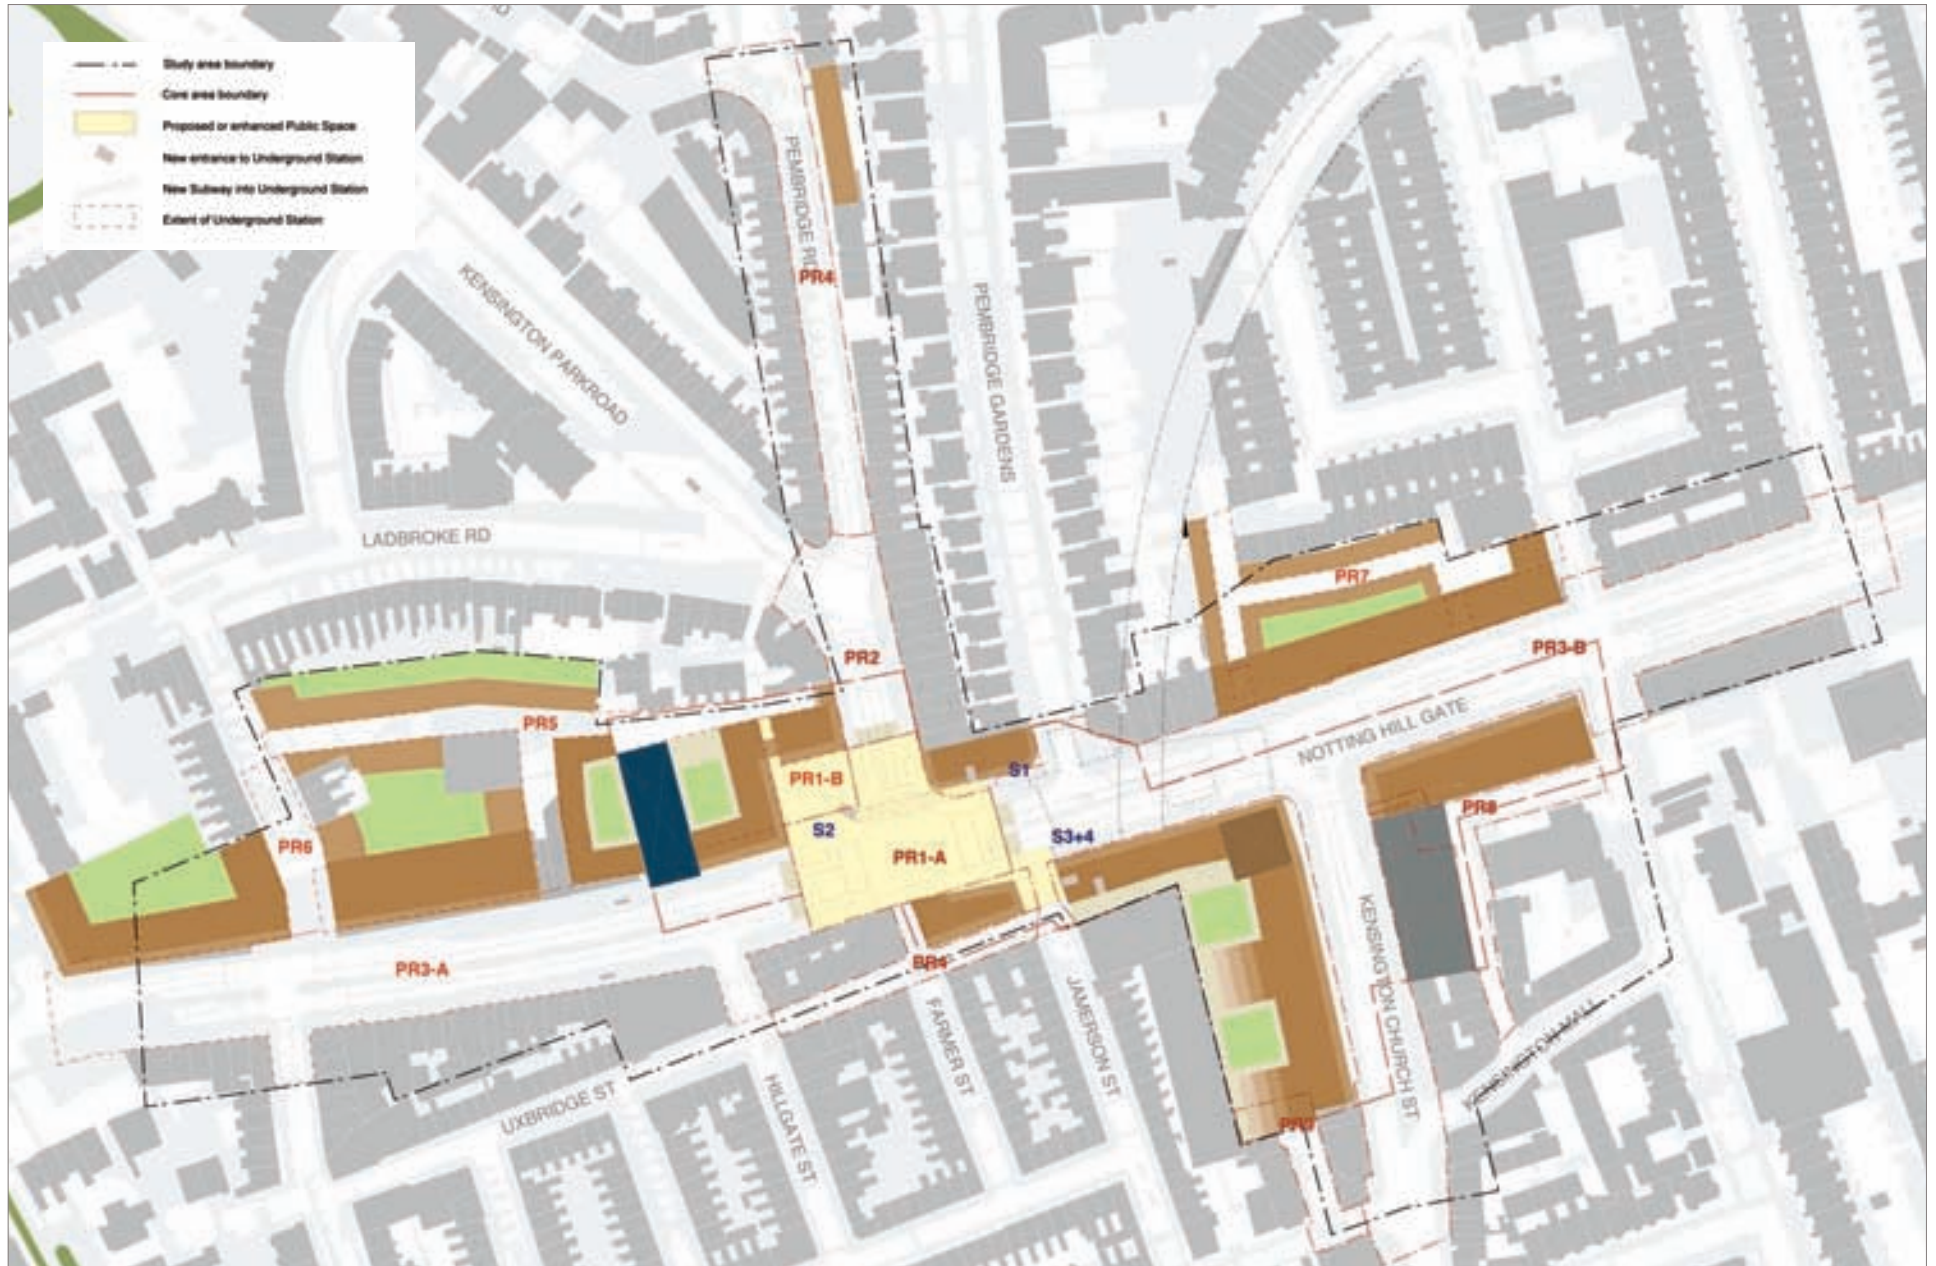 Study area boundary
Core area boundary
Proposed or enhanced Public Space
New entrance to Underground Station
New Subway into Underground Station
Extent of Underground Station
PEMBRIDGE RD
PR4
KENSINGTON PARKROAD
PEMBRIDGE GARDENS
LADBROKE RD
PR7
PR2
PR3-B
PR5
NOTTING HILL GATE
PR1-B
S1
PR8
S2
S3+4
PR6
PR1-A
PR3-A
BR4
KENSINGTON CHURCH ST
FARMER ST
JAMERSON ST
UXBRIDGE ST
HILLGATE ST